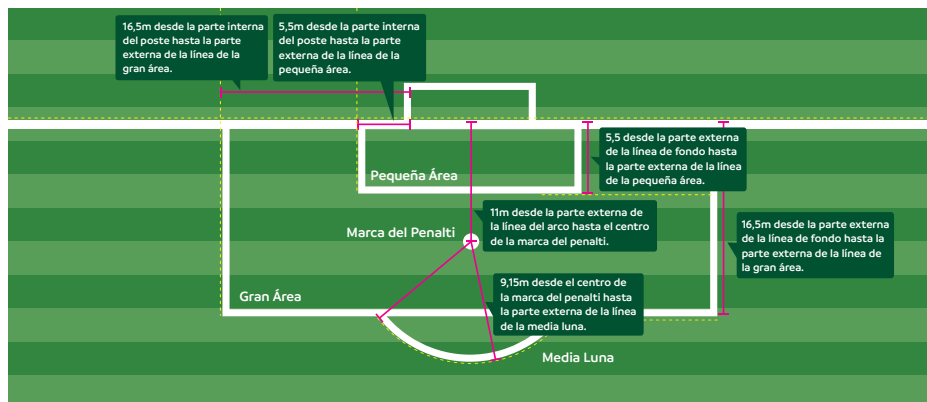 16,5m desde la parte interna
del poste hasta la parte
externa de la línea de la
gran área.
5,5m desde la parte interna
del poste hasta la parte
externa de la línea de la
pequeña área.
5,5 desde la parte externa
de la línea de fondo hasta
la parte externa de la línea
de la pequeña área.
Pequeña Área
11m desde la parte externa de
la línea del arco hasta el centro
de la marca del penalti.
Marca del Penalti
16,5m desde la parte externa
de la línea de fondo hasta la
parte externa de la línea de
la gran área.
9,15m desde el centro de
la marca del penalti hasta
la parte externa de la línea
de la media luna.
Gran Área
Media Luna